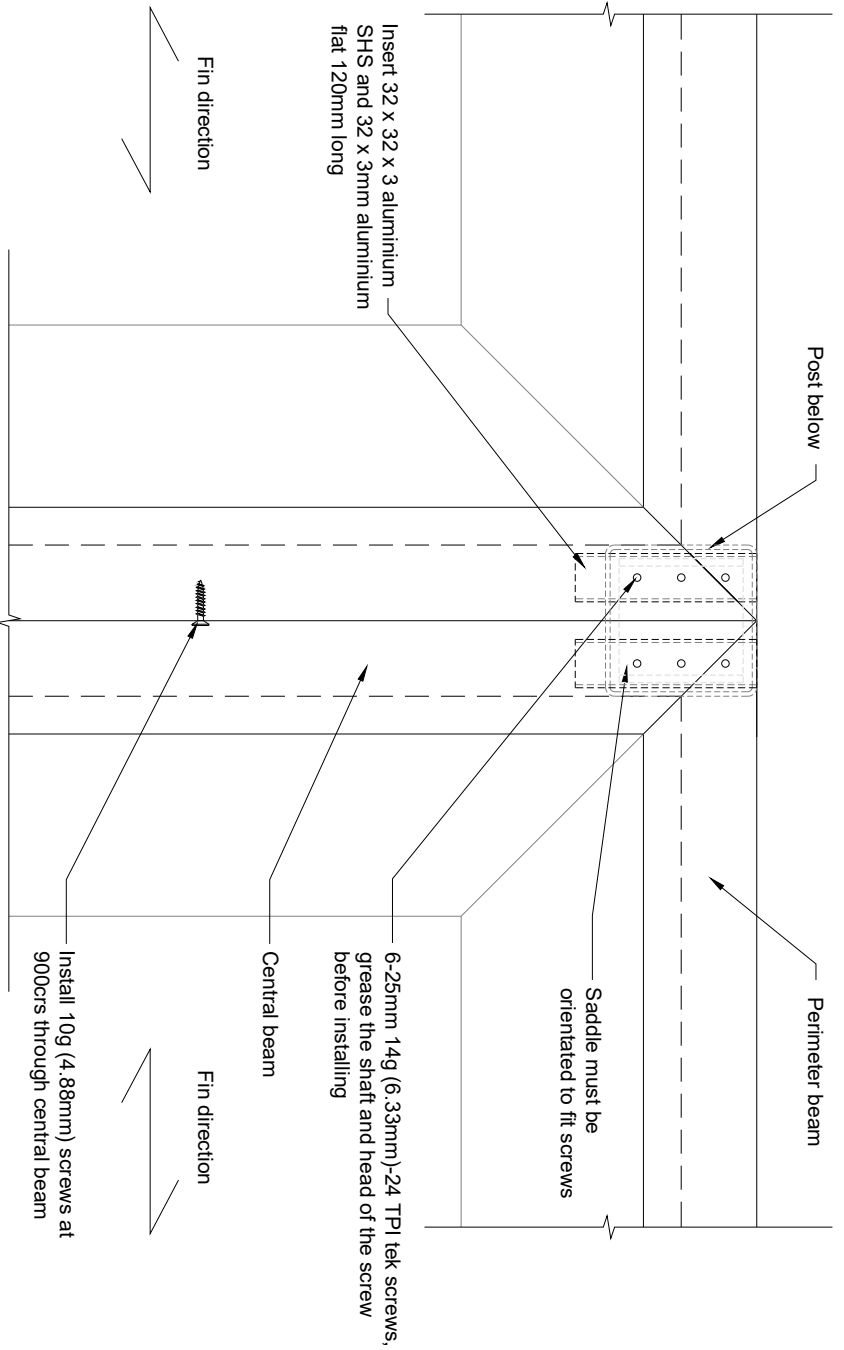 Post below
Perimeter beam
Saddle must be
orientated to fit screws
Insert 32 x 32 x 3 aluminium
SHS and 32 x 3mm aluminium
flat 120mm long
6-25mm 14g (6.33mm)-24 TPI tek screws,
grease the shaft and head of the screw
before installing
Central beam
Fin direction
Fin direction
Install 10g (4.88mm) screws at
900crs through central beam